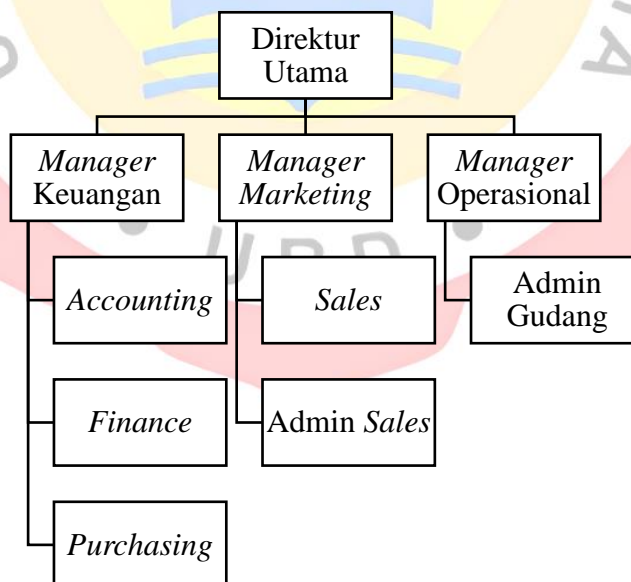 Direktur
Utama
Manager
Keuangan
Manager
Marketing
Manager
Operasional
U B D
Accounting
Sales
Admin
Gudang
Finance
Admin Sales
Purchasing